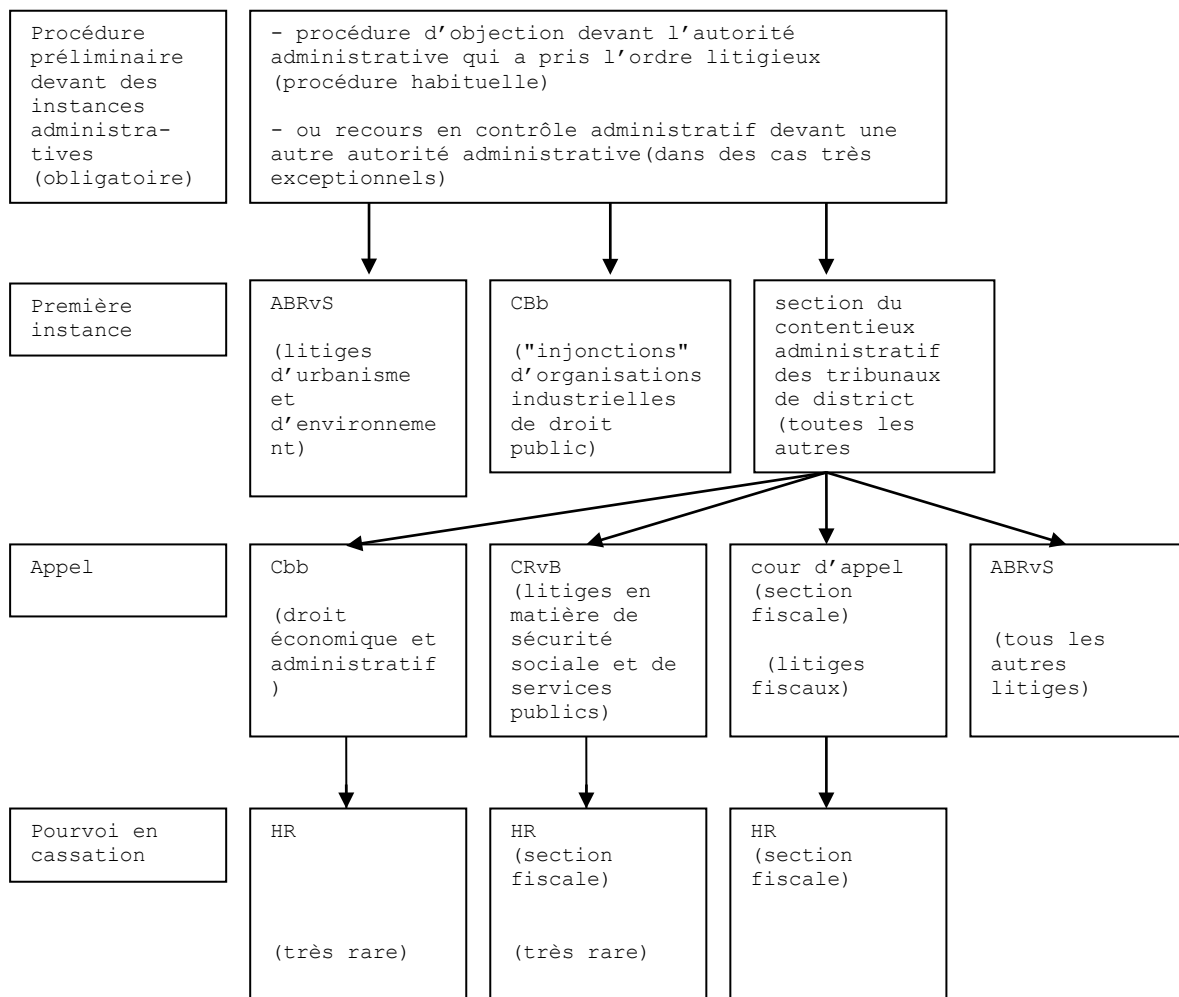 Procédure
préliminaire
devant des
instances
administra-
tives
(obligatoire)
- procédure d’objection devant l’autorité
administrative qui a pris l’ordre litigieux
(procédure habituelle)
- ou recours en contrôle administratif devant une
autre autorité administrative(dans des cas très
exceptionnels)
Première
instance
ABRvS
(litiges
d’urbanisme
et
d’environneme
nt)
CBb
("injonctions"
d’organisations
industrielles
de droit
public)
section du
contentieux
administratif
des tribunaux
de district
(toutes les
autres
Appel
Cbb
(droit
économique et
administratif
)
CRvB
(litiges en
matière de
sécurité
sociale et de
services
publics)
cour d’appel
(section
fiscale)
(litiges
fiscaux)
ABRvS
(tous les
autres
litiges)
Pourvoi en
cassation
HR
(très rare)
HR
(section
fiscale)
(très rare)
HR
(section
fiscale)